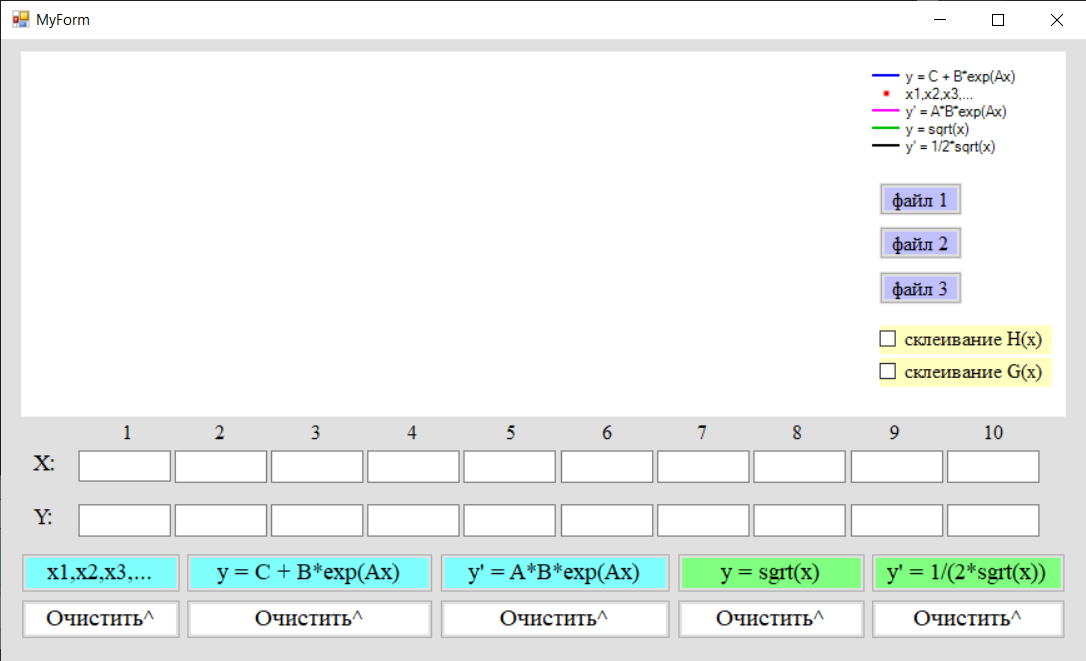 MyForm
y = C + B*exp(Ax)
x1,x2,x3,...
y' = A*B*exp(Ax)
y = sqrt(x)
y' = 1/2*sqrt(x)
файл 1
файл 2
файл 3
склеивание H(x)
склеивание G(x)
1 2 3 4 5 6 7 8 9 10
X:
Y:
x1,x2,x3,... y = C + B*exp(Ax) y' = A*B*exp(Ax) y = sgrt(x) y' = 1/(2*sgrt(x))
Очистить^ Очистить^ Очистить^ Очистить^ Очистить^